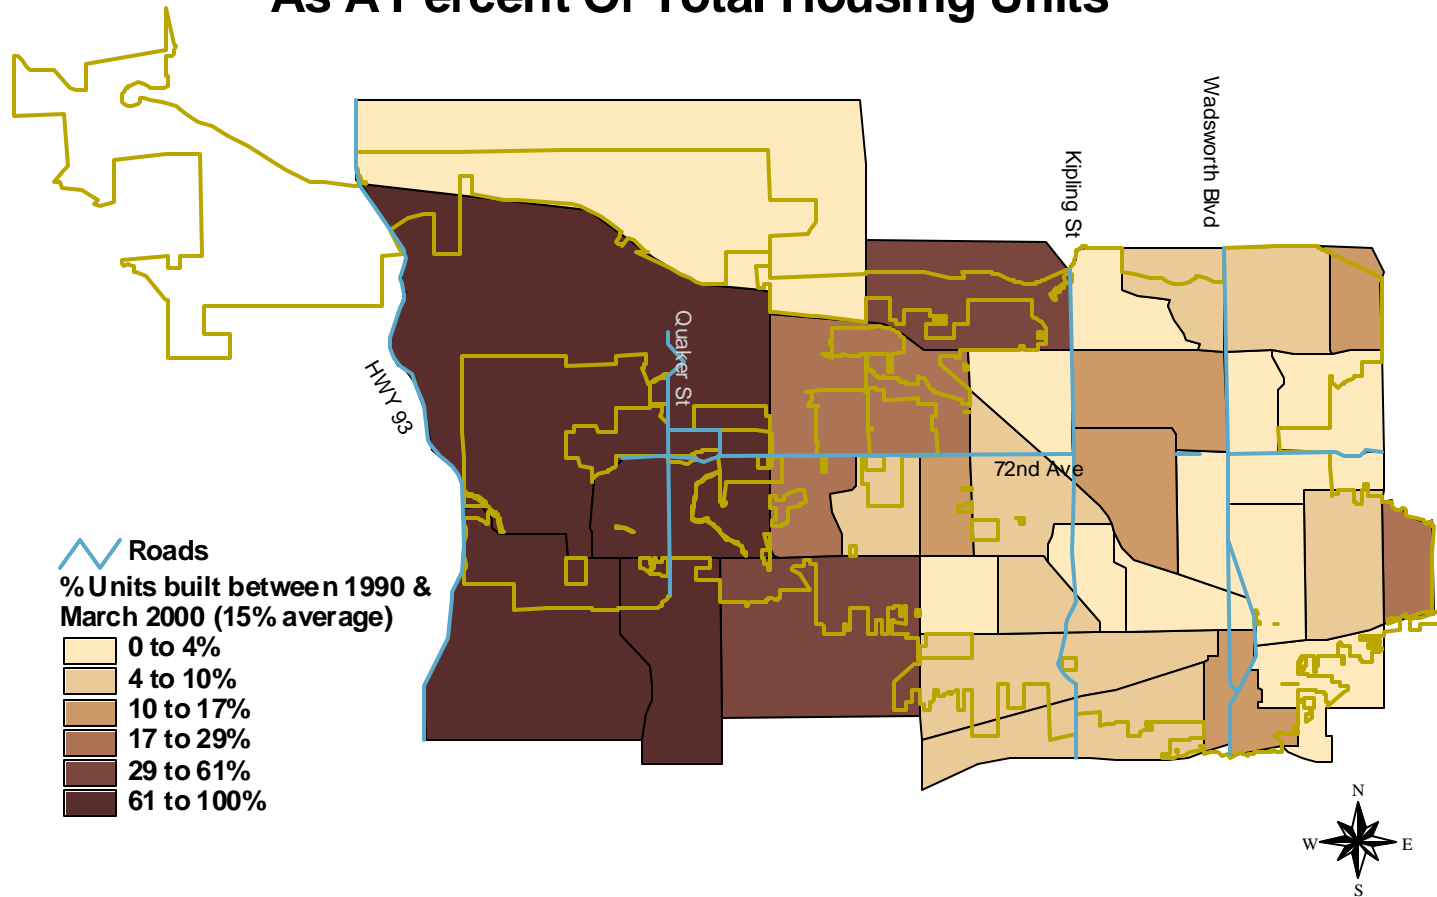 As A Percent Of Total Housing Units
Wadsworth Blvd
Kipling St
Quaker St
HWY 93
72nd Ave
Roads
% Units built between 1990 &
March 2000 (15% average)
0 to 4%
4 to 10%
10 to 17%
17 to 29%
29 to 61%
61 to 100%
N
W E
S